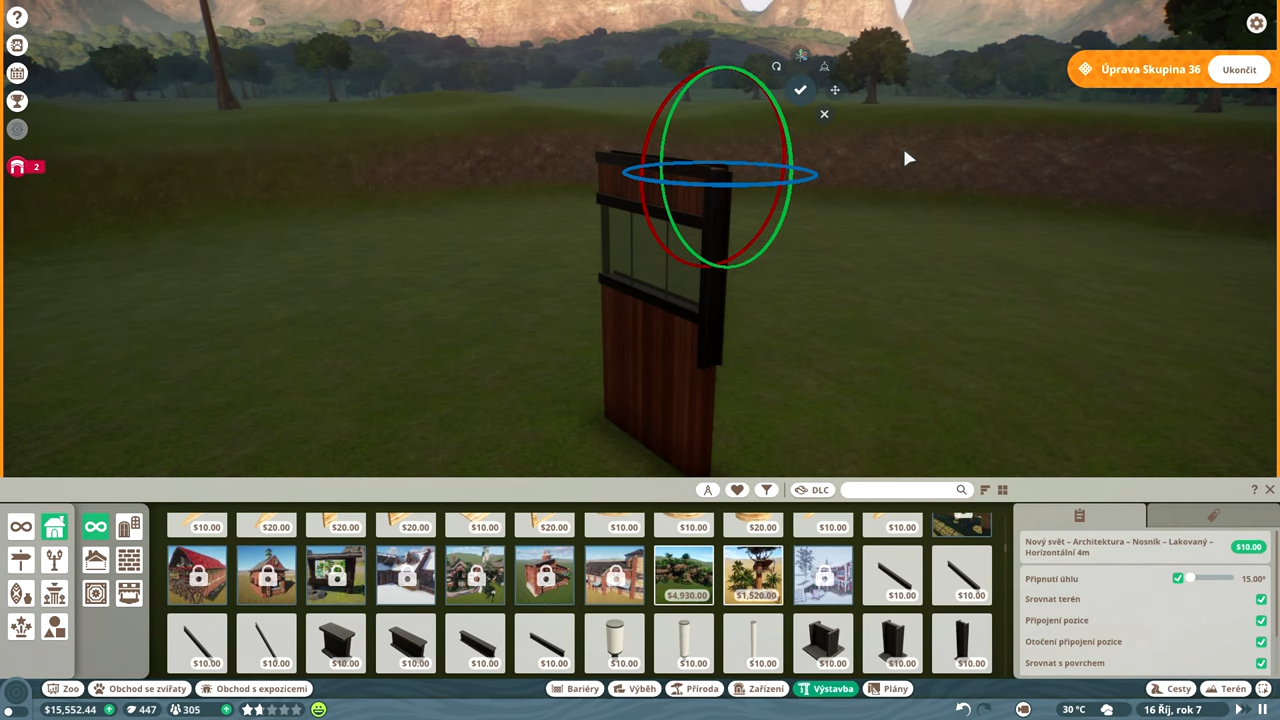 ?
Úprava Skupina 36
Ukončit
2
DLC
? 
$10.00 $20.00 $20.00 $20.00 $10.00 $10.00 $10.00 $10.00 $20.00 $10.00 $10.00
$4,930.00 $1,520.00 $10.00 $10.00
$10.00 $10.00 $10.00 $10.00 $10.00 $10.00 $10.00 $10.00 $10.00 $10.00 $10.00 $10.00
Nový svět – Architektura – Nosník – Lakovaný –
Horizontální 4m
$10.00
Připnutí úhlu 15.00°
Srovnat terén
Připojení pozice
Otočení připojení pozice
Srovnat s povrchem
Zoo Obchod se zvířaty Obchod s expozicemi Bariéry Výběh Příroda Zařízení Výstavba Plány Cesty Terén
$15,552.44 447 305 30 °C 16 Říj, rok 7